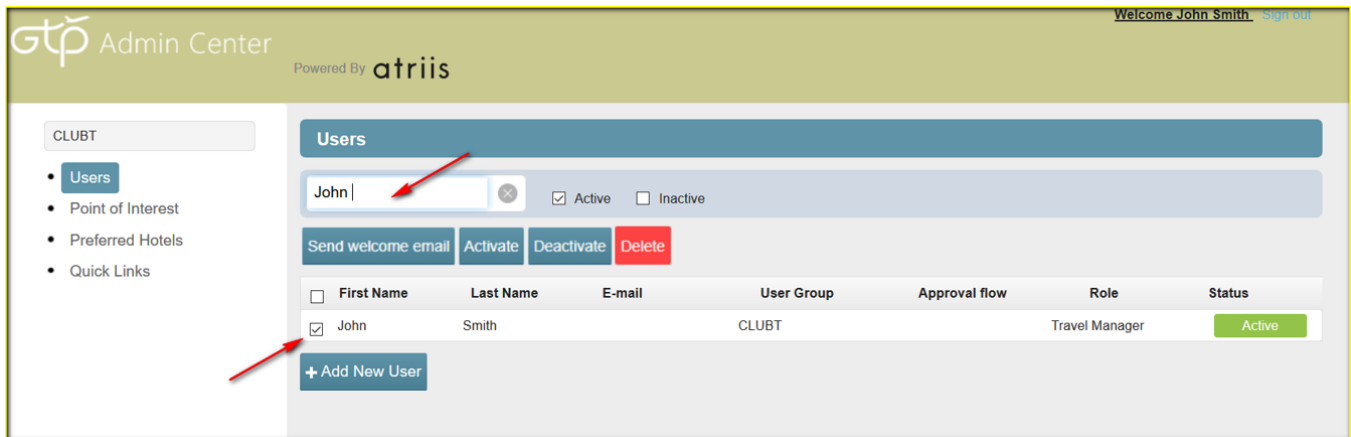 Welcome John Smith Sign out
Gtp Admin Center
Powered By atriis
CLUBT
Users
Point of Interest
Preferred Hotels
Quick Links
Users
John
Active Inactive
Send welcome email Activate Deactivate Delete
First Name Last Name E-mail User Group Approval flow Role Status
John Smith CLUBT Travel Manager Active
+ Add New User